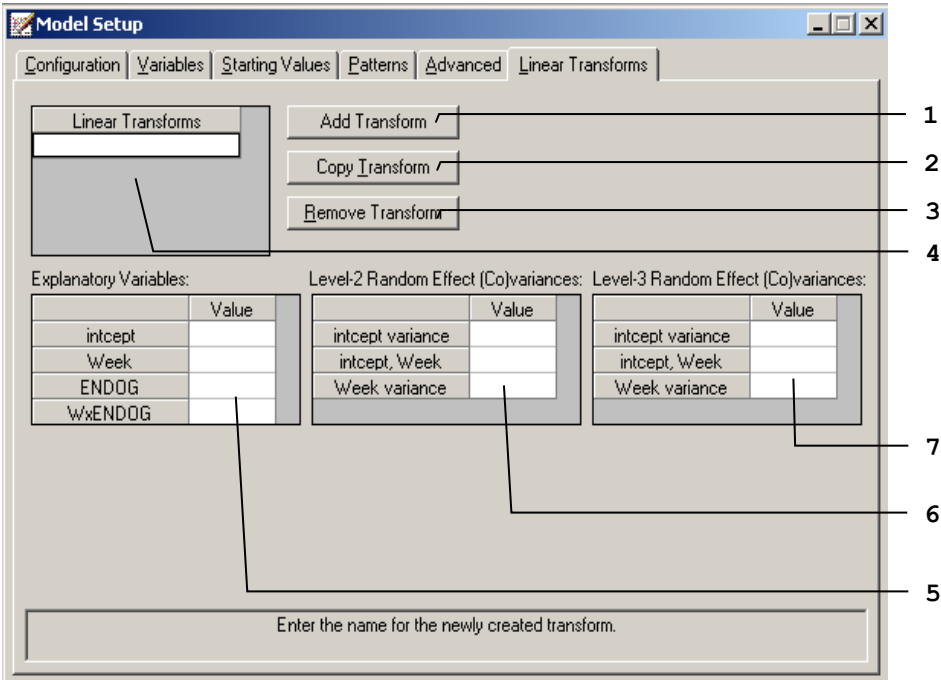 Model Setup
Configuration Variables Starting Values Patterns Advanced Linear Transforms
Linear Transforms
Add Transform
1
Copy Transform
2
Remove Transform
3
4
Explanatory Variables:
Level-2 Random Effect (Co)variances:
Level-3 Random Effect (Co)variances:
Value
intcept
Week
ENDOG
WxENDOG
Value
intcept variance
intcept, Week
Week variance
Value
intcept variance
intcept, Week
Week variance
7
6
5
Enter the name for the newly created transform.